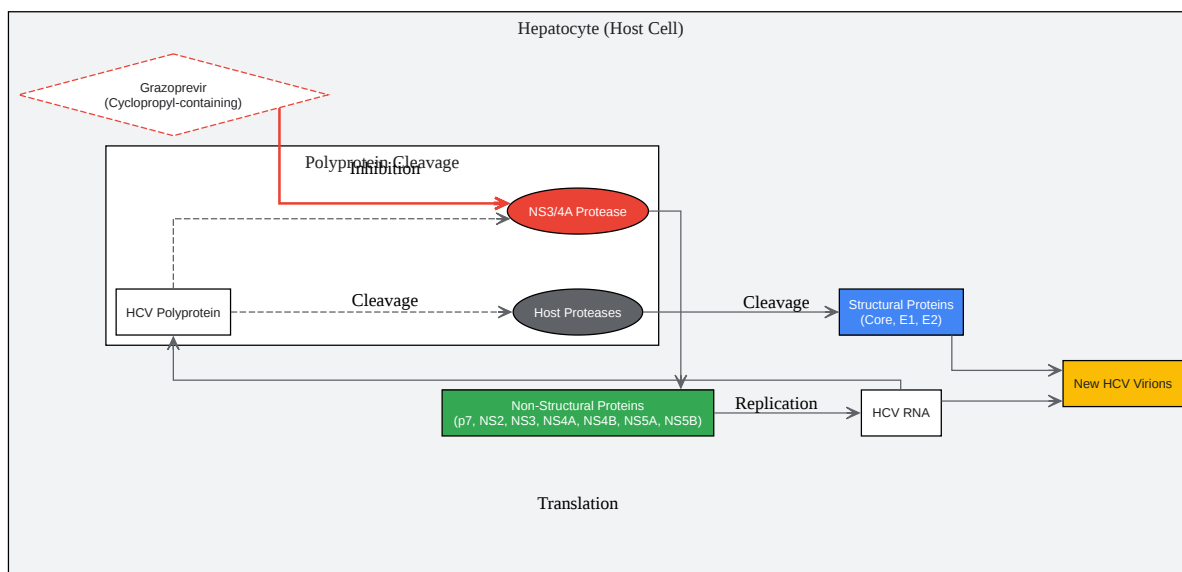 Hepatocyte (Host Cell)
Grazoprevir
(Cyclopropyl-containing)
Polyprotein Cleavage
Inhibition
NS3/4A Protease
HCV Polyprotein
Cleavage
Host Proteases
Cleavage
Structural Proteins
(Core, E1, E2)
New HCV Virions
Non-Structural Proteins
(p7, NS2, NS3, NS4A, NS4B, NS5A, NS5B)
Replication
HCV RNA
Translation